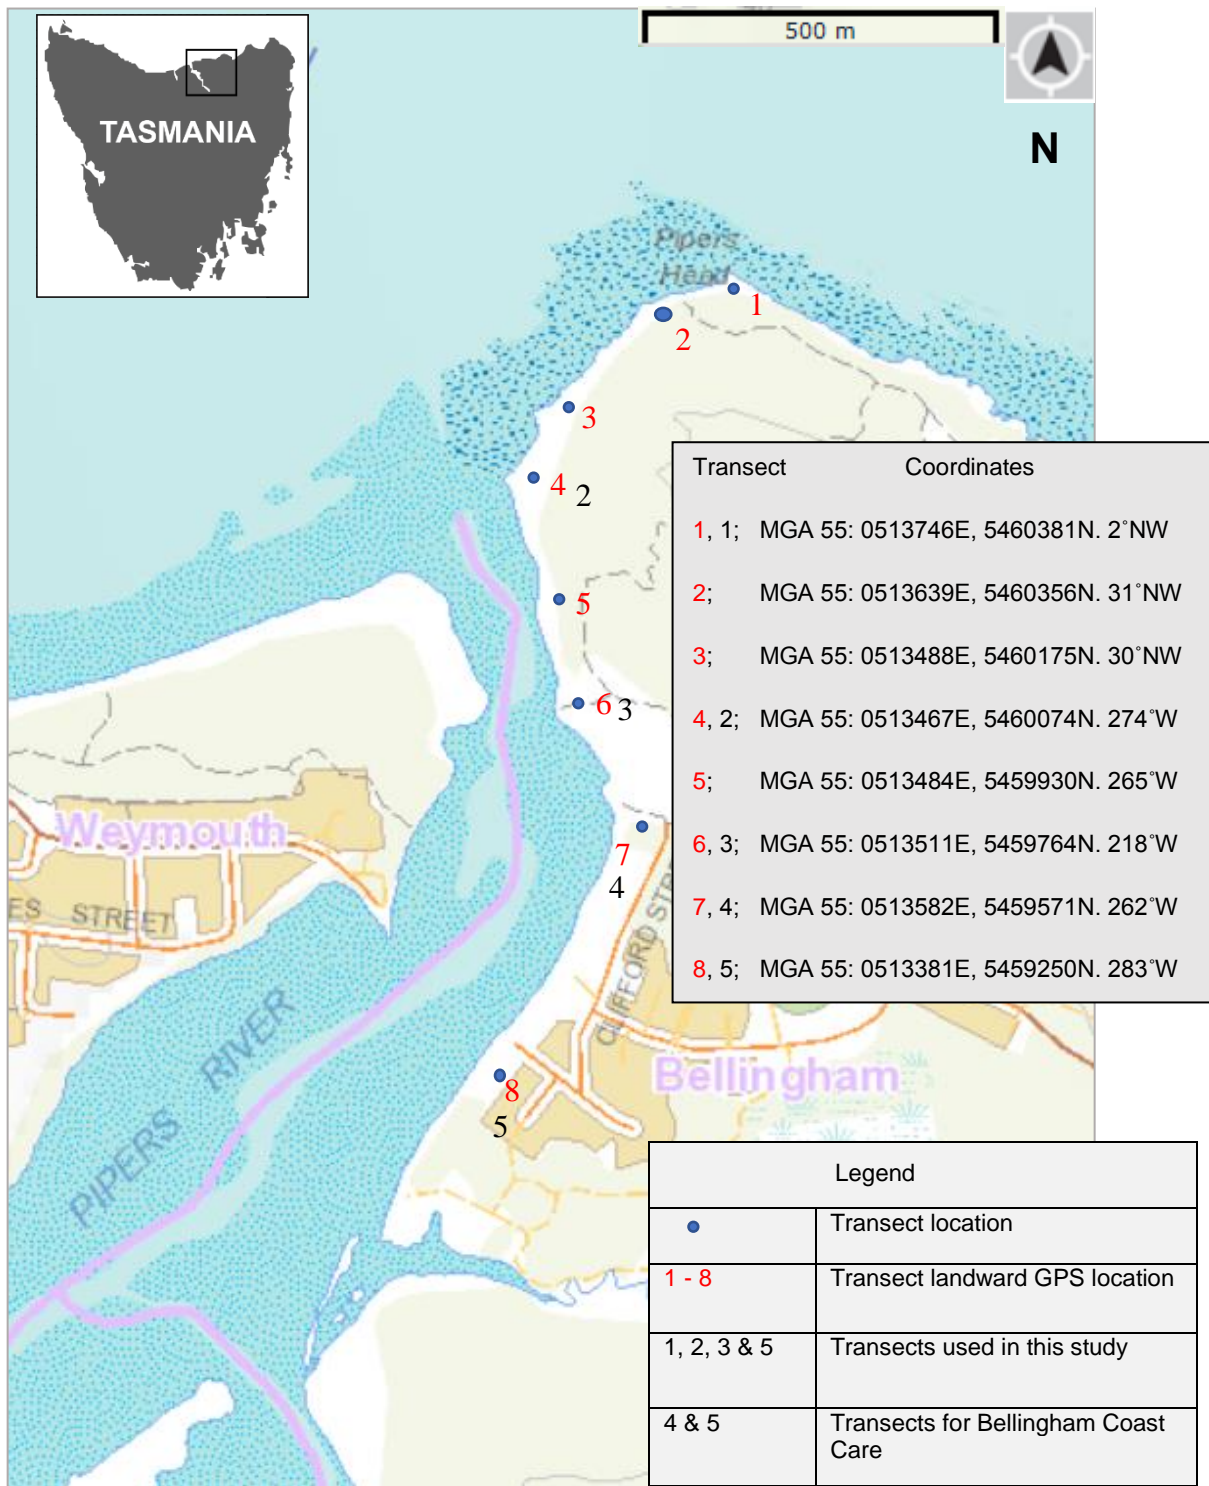 500 m
TASMANIA
N
Pipers
Head
1
2
3
4 2
5
6 3
7
4
8
5
Transect Coordinates
1, 1; MGA 55: 0513746E, 5460381N. 2˚NW
2; MGA 55: 0513639E, 5460356N. 31˚NW
3; MGA 55: 0513488E, 5460175N. 30˚NW
4, 2; MGA 55: 0513467E, 5460074N. 274˚W
5; MGA 55: 0513484E, 5459930N. 265˚W
6, 3; MGA 55: 0513511E, 5459764N. 218˚W
7, 4; MGA 55: 0513582E, 5459571N. 262˚W
8, 5; MGA 55: 0513381E, 5459250N. 283˚W
Weymouth
ES STREET
CLIFFORD STR
PIPERS RIVER
Bellingham
Legend
Transect location
1 - 8 Transect landward GPS location
1, 2, 3 & 5 Transects used in this study
4 & 5 Transects for Bellingham Coast
Care